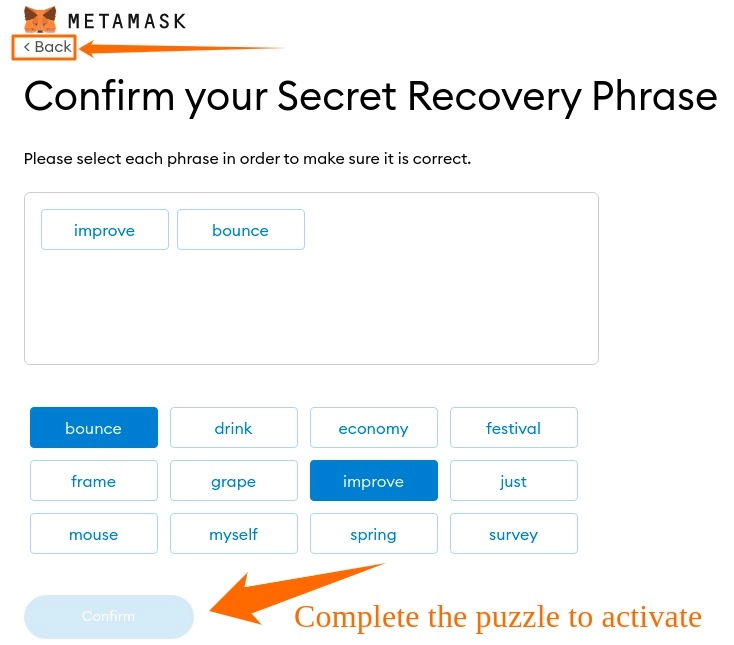 METAMASK
< Back
Confirm your Secret Recovery Phrase
Please select each phrase in order to make sure it is correct.
improve bounce
bounce drink economy festival
frame grape improve just
mouse myself spring survey
Confirm
Complete the puzzle to activate